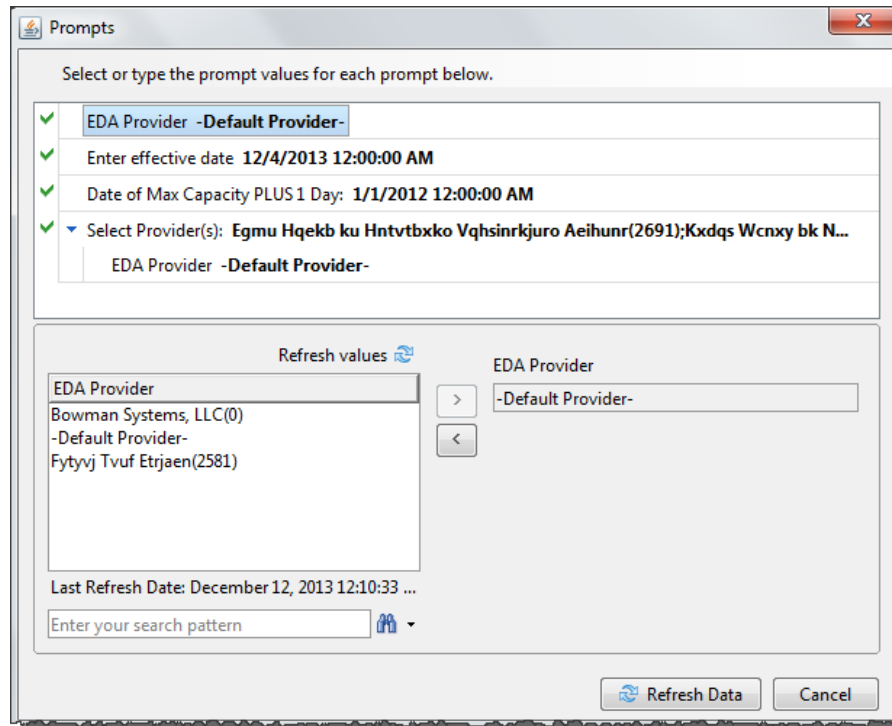 Prompts
Select or type the prompt values for each prompt below.
EDA Provider -Default Provider-
Enter effective date 12/4/2013 12:00:00 AM
Date of Max Capacity PLUS 1 Day: 1/1/2012 12:00:00 AM
Select Provider(s): Egmu Hqekb ku Hntvtbxko Vqhsinrkjuro Aeihunr(2691);Kxdqs Wcnxy bk N...
EDA Provider -Default Provider-
Refresh values
EDA Provider
Bowman Systems, LLC(0)
-Default Provider-
Fytyvj Tvuf Etrjaen(2581)
Last Refresh Date: December 12, 2013 12:10:33 ...
Enter your search pattern
>
<
EDA Provider
-Default Provider-
Refresh Data
Cancel